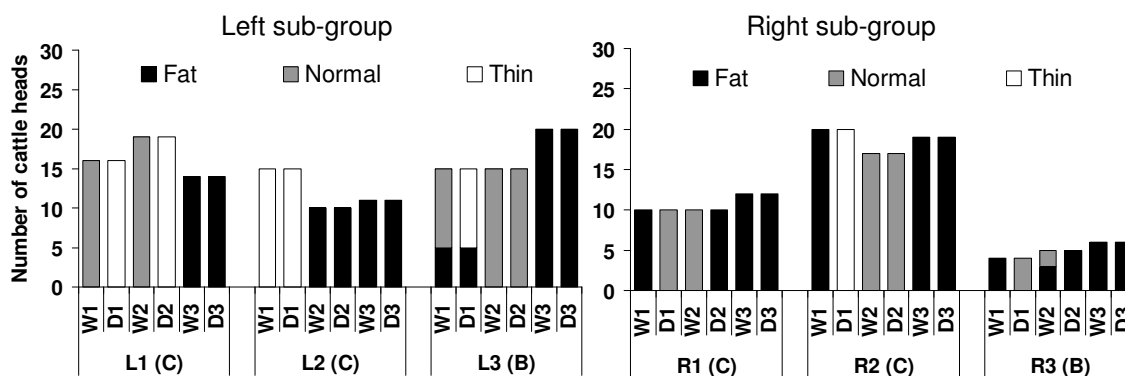 Left sub-group
Number of cattle heads
30
25
20
15
10
5
0
Fat Normal Thin
W1 D1 W2 D2 W3 D3 W1 D1 W2 D2 W3 D3 W1 D1 W2 D2 W3 D3
L1 (C) L2 (C) L3 (B)
Right sub-group
30
25
20
15
10
5
0
Fat Normal Thin
W1 D1 W2 D2 W3 D3 W1 D1 W2 D2 W3 D3 W1 D1 W2 D2 W3 D3
R1 (C) R2 (C) R3 (B)